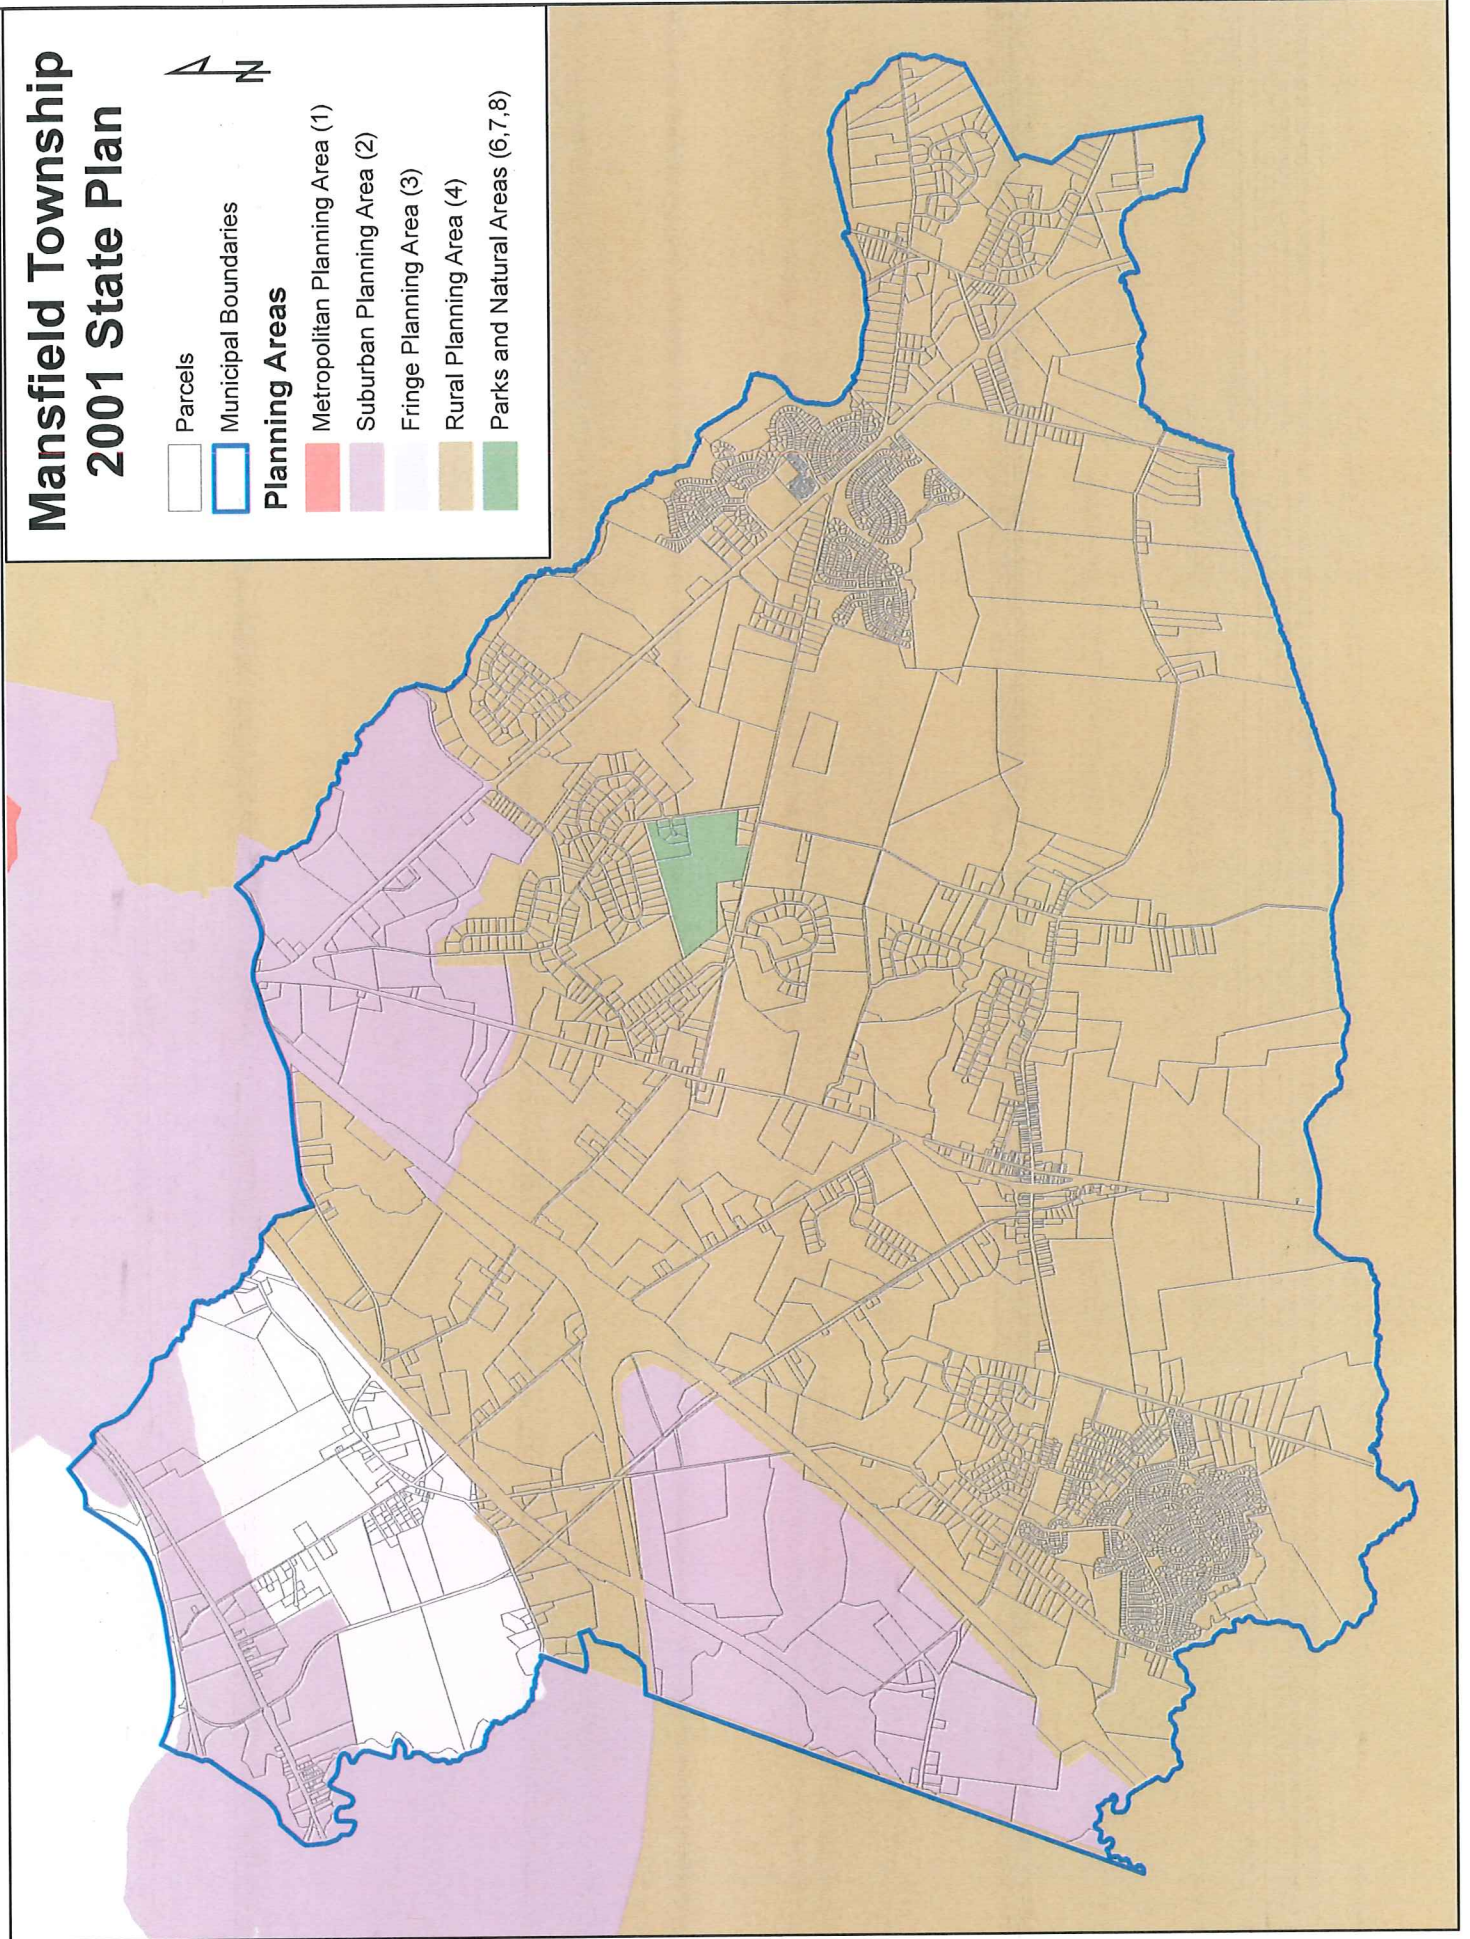 Mansfield Township
2001 State Plan
N
Parcels
Municipal Boundaries
Planning Areas
Metropolitan Planning Area (1)
Suburban Planning Area (2)
Fringe Planning Area (3)
Rural Planning Area (4)
Parks and Natural Areas (6,7,8)